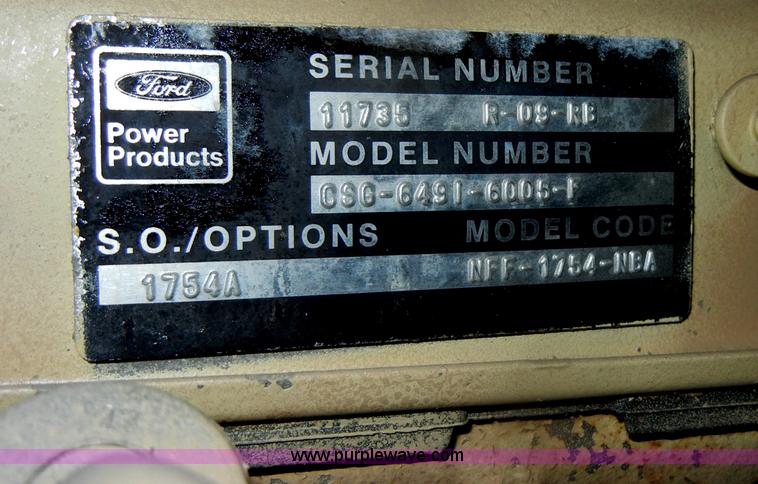 Ford
Power
Products
SERIAL NUMBER
11735 R-09-RB
MODEL NUMBER
CSG-649I-6005-F
S.O./OPTIONS MODEL CODE
1754A NFF-1754-NBA
www.purplewave.com